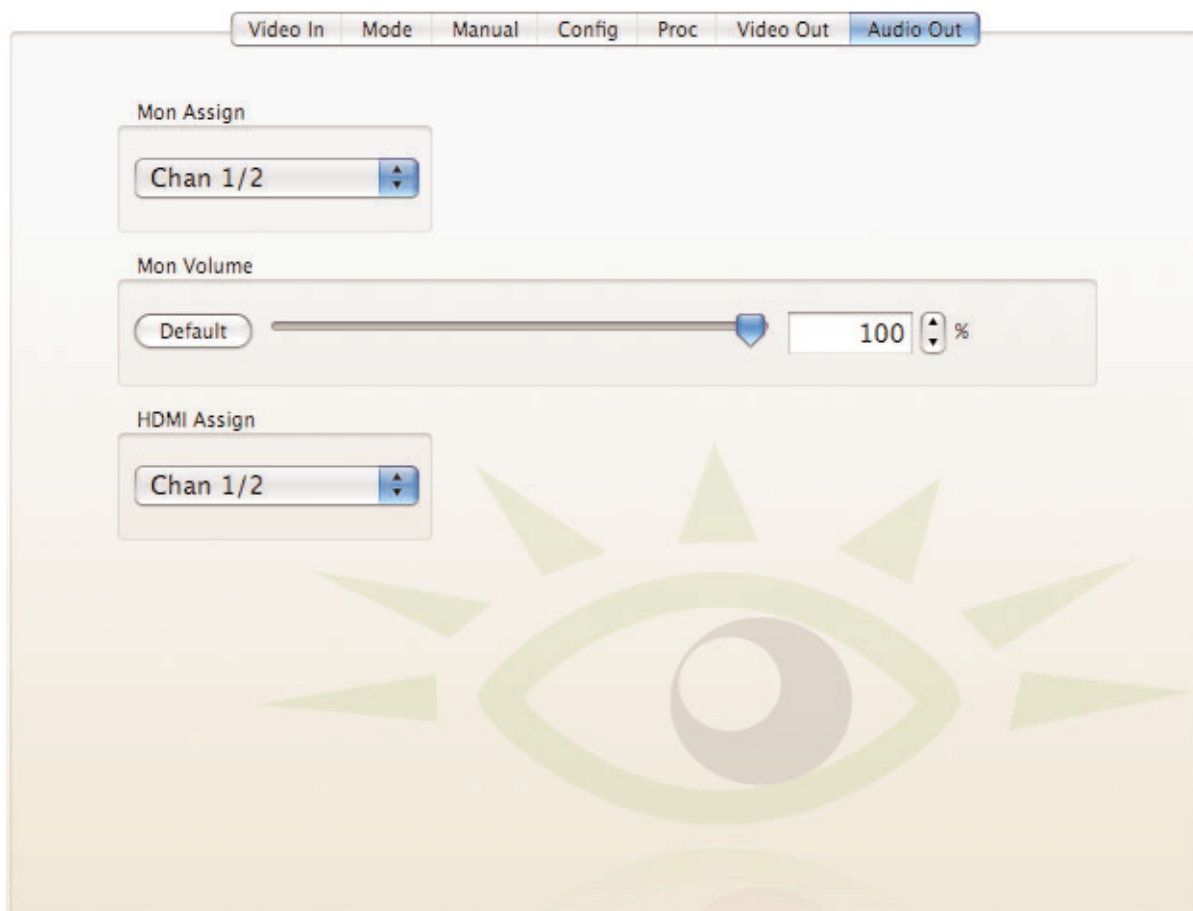 Video In Mode Manual Config Proc Video Out Audio Out
Mon Assign
Chan 1/2
Mon Volume
Default 100 %
HDMI Assign
Chan 1/2